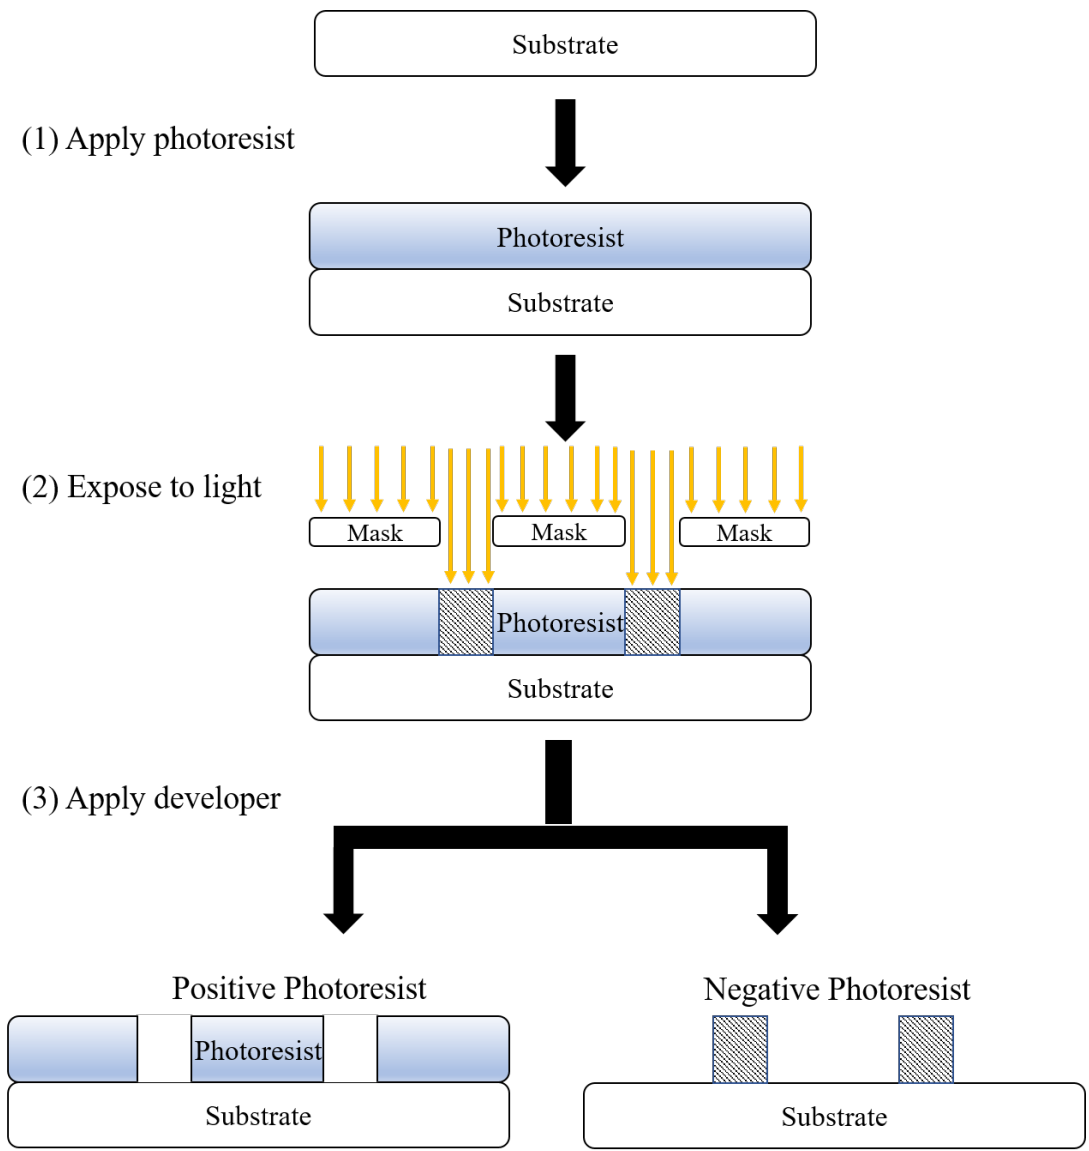 Substrate
(1) Apply photoresist
Photoresist
Substrate
(2) Expose to light
Mask
Mask
Mask
Photoresist
Substrate
(3) Apply developer
Positive Photoresist
Negative Photoresist
Photoresist
Substrate
Substrate